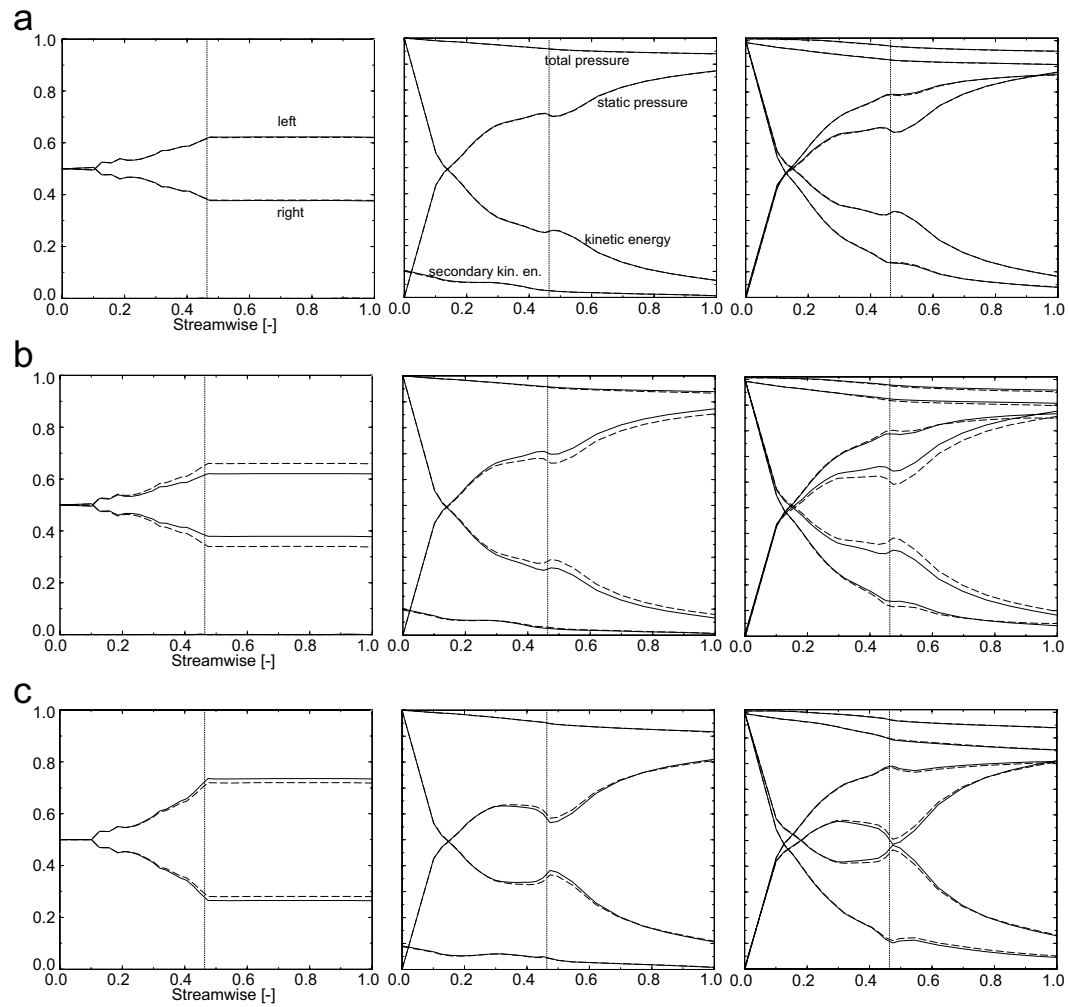 a
1.0
0.8
0.6
0.4
0.2
0.0
left
right
0.0 0.2 0.4 0.6 0.8 1.0
Streamwise [-]
total pressure
static pressure
kinetic energy
secondary kin. en.
0.0 0.2 0.4 0.6 0.8 1.0
0.0 0.2 0.4 0.6 0.8 1.0
b
1.0
0.8
0.6
0.4
0.2
0.0
0.0 0.2 0.4 0.6 0.8 1.0
Streamwise [-]
0.0 0.2 0.4 0.6 0.8 1.0
0.0 0.2 0.4 0.6 0.8 1.0
c
1.0
0.8
0.6
0.4
0.2
0.0
0.0 0.2 0.4 0.6 0.8 1.0
Streamwise [-]
0.0 0.2 0.4 0.6 0.8 1.0
0.0 0.2 0.4 0.6 0.8 1.0